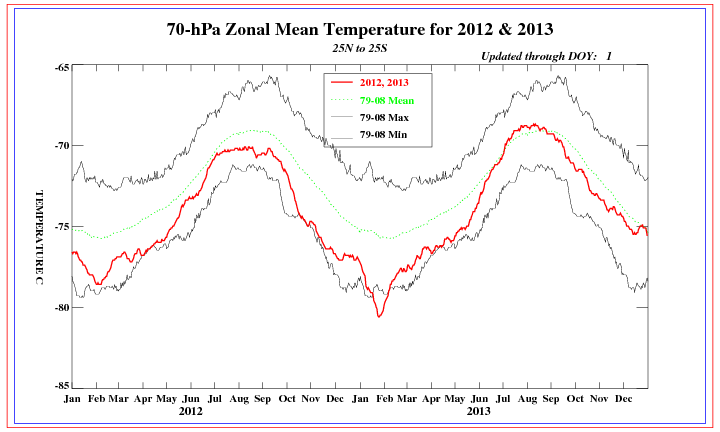 70-hPa Zonal Mean Temperature for 2012 & 2013
25N to 25S
Updated through DOY: 1
2012, 2013
79-08 Mean
79-08 Max
79-08 Min
TEMPERATURE C
-65
-70
-75
-80
-85
Jan Feb Mar Apr May Jun Jul Aug Sep Oct Nov Dec Jan Feb Mar Apr May Jun Jul Aug Sep Oct Nov Dec
2012 2013